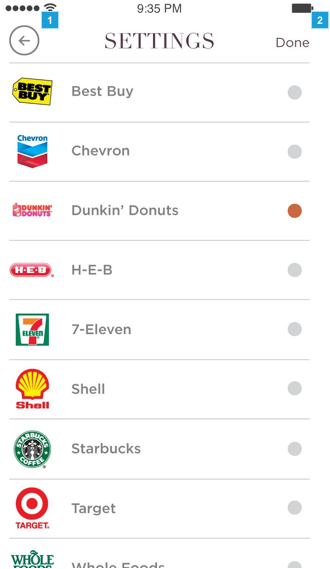 9:35 PM
1
2
SETTINGS
Done
BEST
BUY
Best Buy
Chevron
Chevron
DUNKIN'
DONUTS
Dunkin' Donuts
H-E-B
H-E-B
7
ELEVEN
7-Eleven
Shell
Shell
STARBUCKS
COFFEE
Starbucks
Target
TARGET.
WHOLE
FOODS
Whole Foods